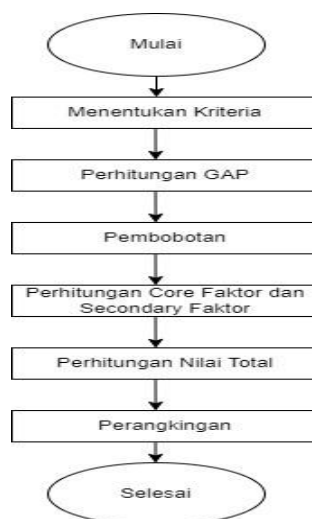 Mulai
Menentukan Kriteria
Perhitungan GAP
Pembobotan
Perhitungan Core Faktor dan
Secondary Faktor
Perhitungan Nilai Total
Perangkingan
Selesai